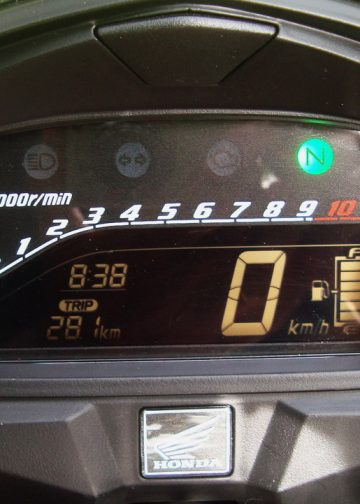 N
000r/min
1 2 3 4 5 6 7 8 9 10
8:38
0
F
TRIP
28.1km
km/h
HONDA